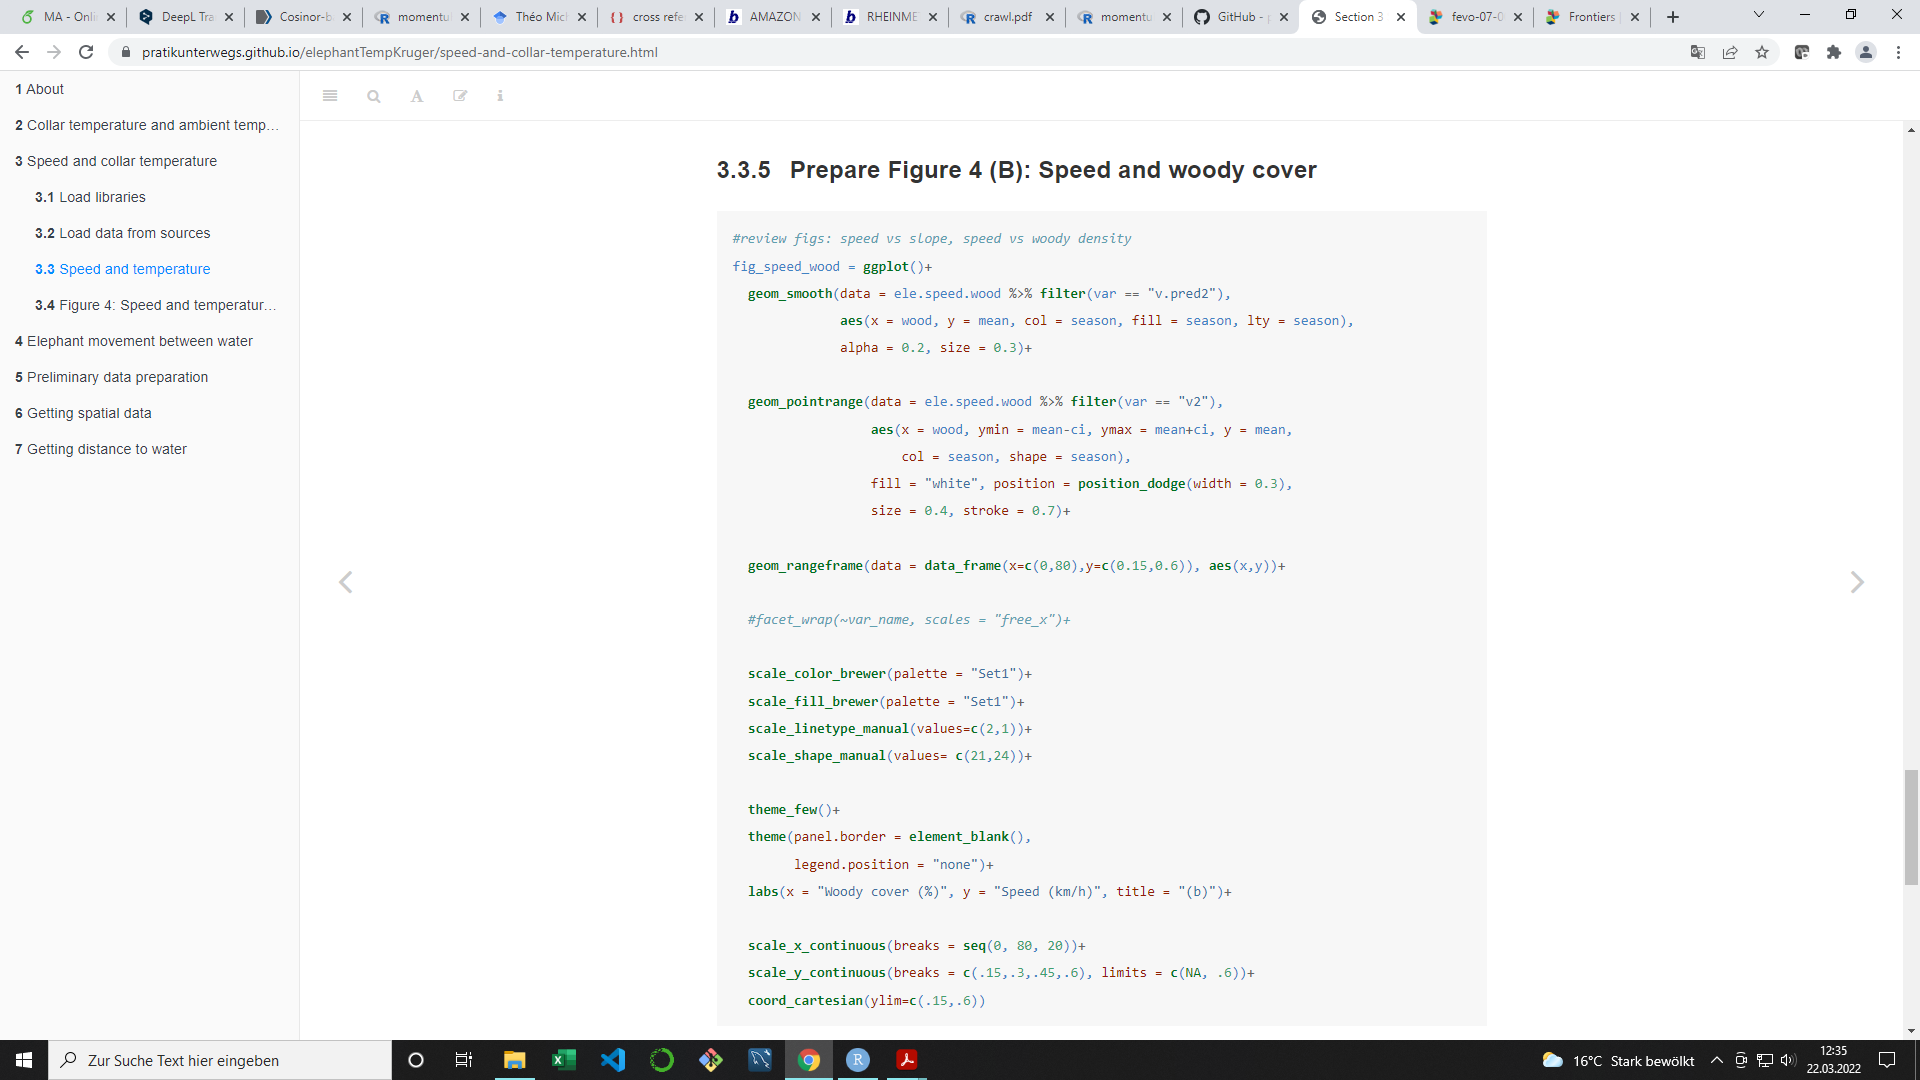 MA - Onli
DeepL Tra
Cosinor-b
momentu
Théo Mich
cross refe
AMAZON
RHEINME
crawl.pdf
momentu
GitHub - p
Section 3
fevo-07-0
Frontiers
pratikunterwegs.github.io/elephantTempKruger/speed-and-collar-temperature.html
1 About
2 Collar temperature and ambient temp…
3 Speed and collar temperature
3.1 Load libraries
3.2 Load data from sources
3.3 Speed and temperature
3.4 Figure 4: Speed and temperatur…
4 Elephant movement between water
5 Preliminary data preparation
6 Getting spatial data
7 Getting distance to water
3.3.5 Prepare Figure 4 (B): Speed and woody cover
#review figs: speed vs slope, speed vs woody density
fig_speed_wood = ggplot()+
geom_smooth(data = ele.speed.wood %>% filter(var == "v.pred2"),
aes(x = wood, y = mean, col = season, fill = season, lty = season),
alpha = 0.2, size = 0.3)+
geom_pointrange(data = ele.speed.wood %>% filter(var == "v2"),
aes(x = wood, ymin = mean-ci, ymax = mean+ci, y = mean,
col = season, shape = season),
fill = "white", position = position_dodge(width = 0.3),
size = 0.4, stroke = 0.7)+
geom_rangeframe(data = data_frame(x=c(0,80),y=c(0.15,0.6)), aes(x,y))+
#facet_wrap(~var_name, scales = "free_x")+
scale_color_brewer(palette = "Set1")+
scale_fill_brewer(palette = "Set1")+
scale_linetype_manual(values=c(2,1))+
scale_shape_manual(values= c(21,24))+
theme_few()+
theme(panel.border = element_blank(),
legend.position = "none")+
labs(x = "Woody cover (%)", y = "Speed (km/h)", title = "(b)")+
scale_x_continuous(breaks = seq(0, 80, 20))+
scale_y_continuous(breaks = c(.15,.3,.45,.6), limits = c(NA, .6))+
coord_cartesian(ylim=c(.15,.6))
Zur Suche Text hier eingeben
16°C Stark bewölkt
12:35
22.03.2022